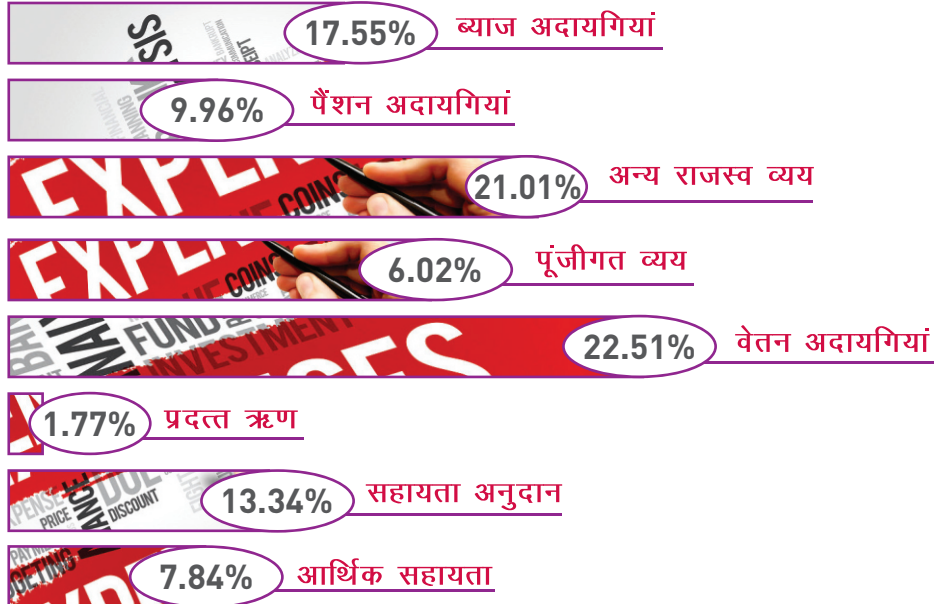 17.55% ब्याज अदायगियां
9.96% पैंशन अदायगियां
21.01% अन्य राजस्व व्यय
6.02% पूंजीगत व्यय
22.51% वेतन अदायगियां
1.77% प्रदत्त ऋण
13.34% सहायता अनुदान
7.84% आर्थिक सहायता